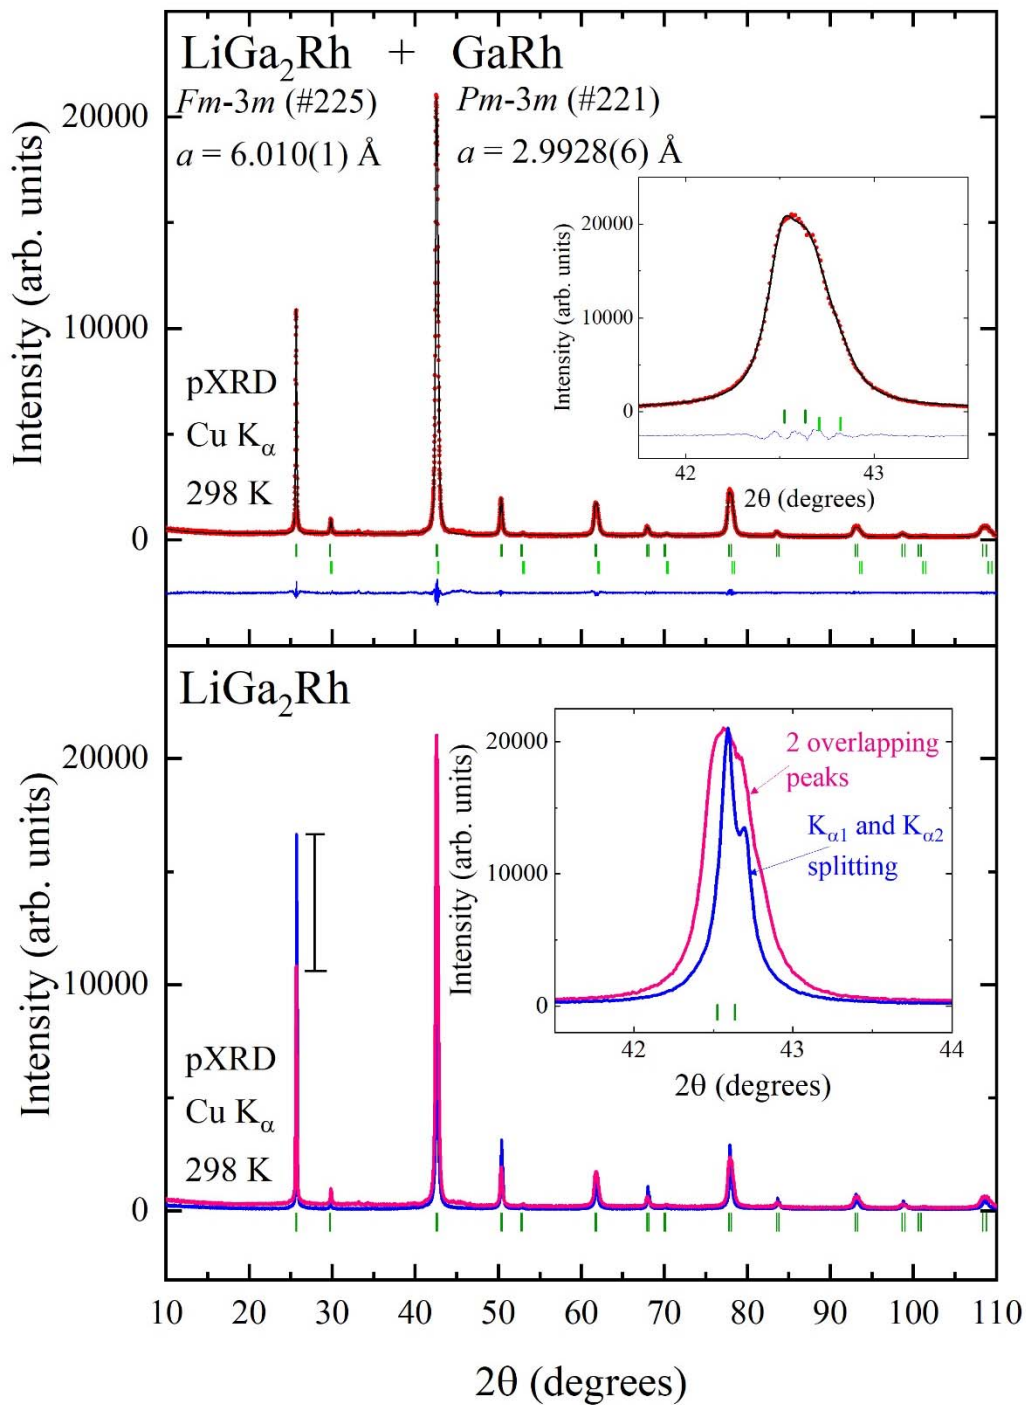 LiGa₂Rh + GaRh
Fm-3m (#225) Pm-3m (#221)
a = 6.010(1) Å a = 2.9928(6) Å
pXRD
Cu Kα
298 K
Intensity (arb. units)
20000
10000
0
Intensity (arb. units)
20000
10000
0
42 43
2θ (degrees)
LiGa₂Rh
pXRD
Cu Kα
298 K
Intensity (arb. units)
20000
10000
0
Intensity (arb. units)
20000
10000
0
2 overlapping
peaks
Kα1 and Kα2
splitting
42 43 44
2θ (degrees)
10 20 30 40 50 60 70 80 90 100 110
2θ (degrees)